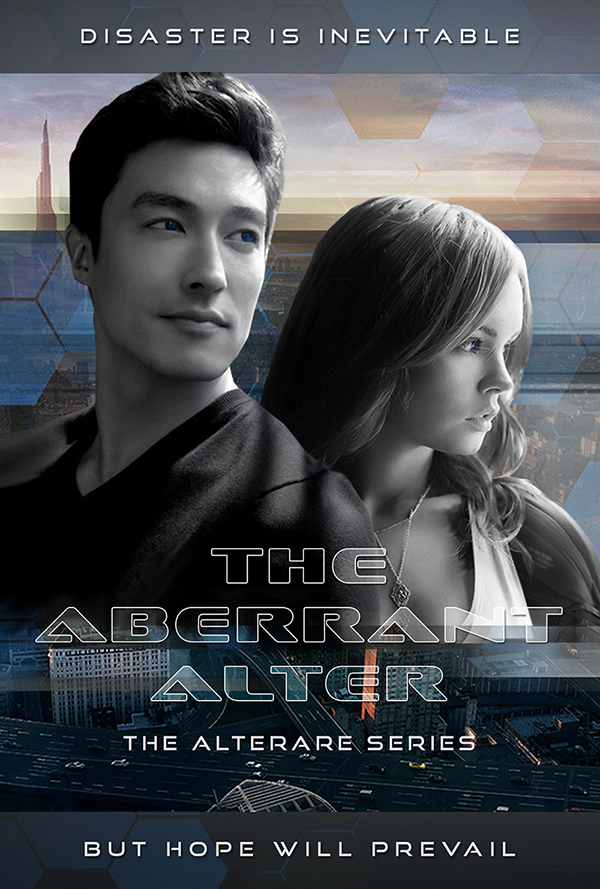 DISASTER IS INEVITABLE
THE
ABERRANT
ALTER
THE ALTERARE SERIES
BUT HOPE WILL PREVAIL